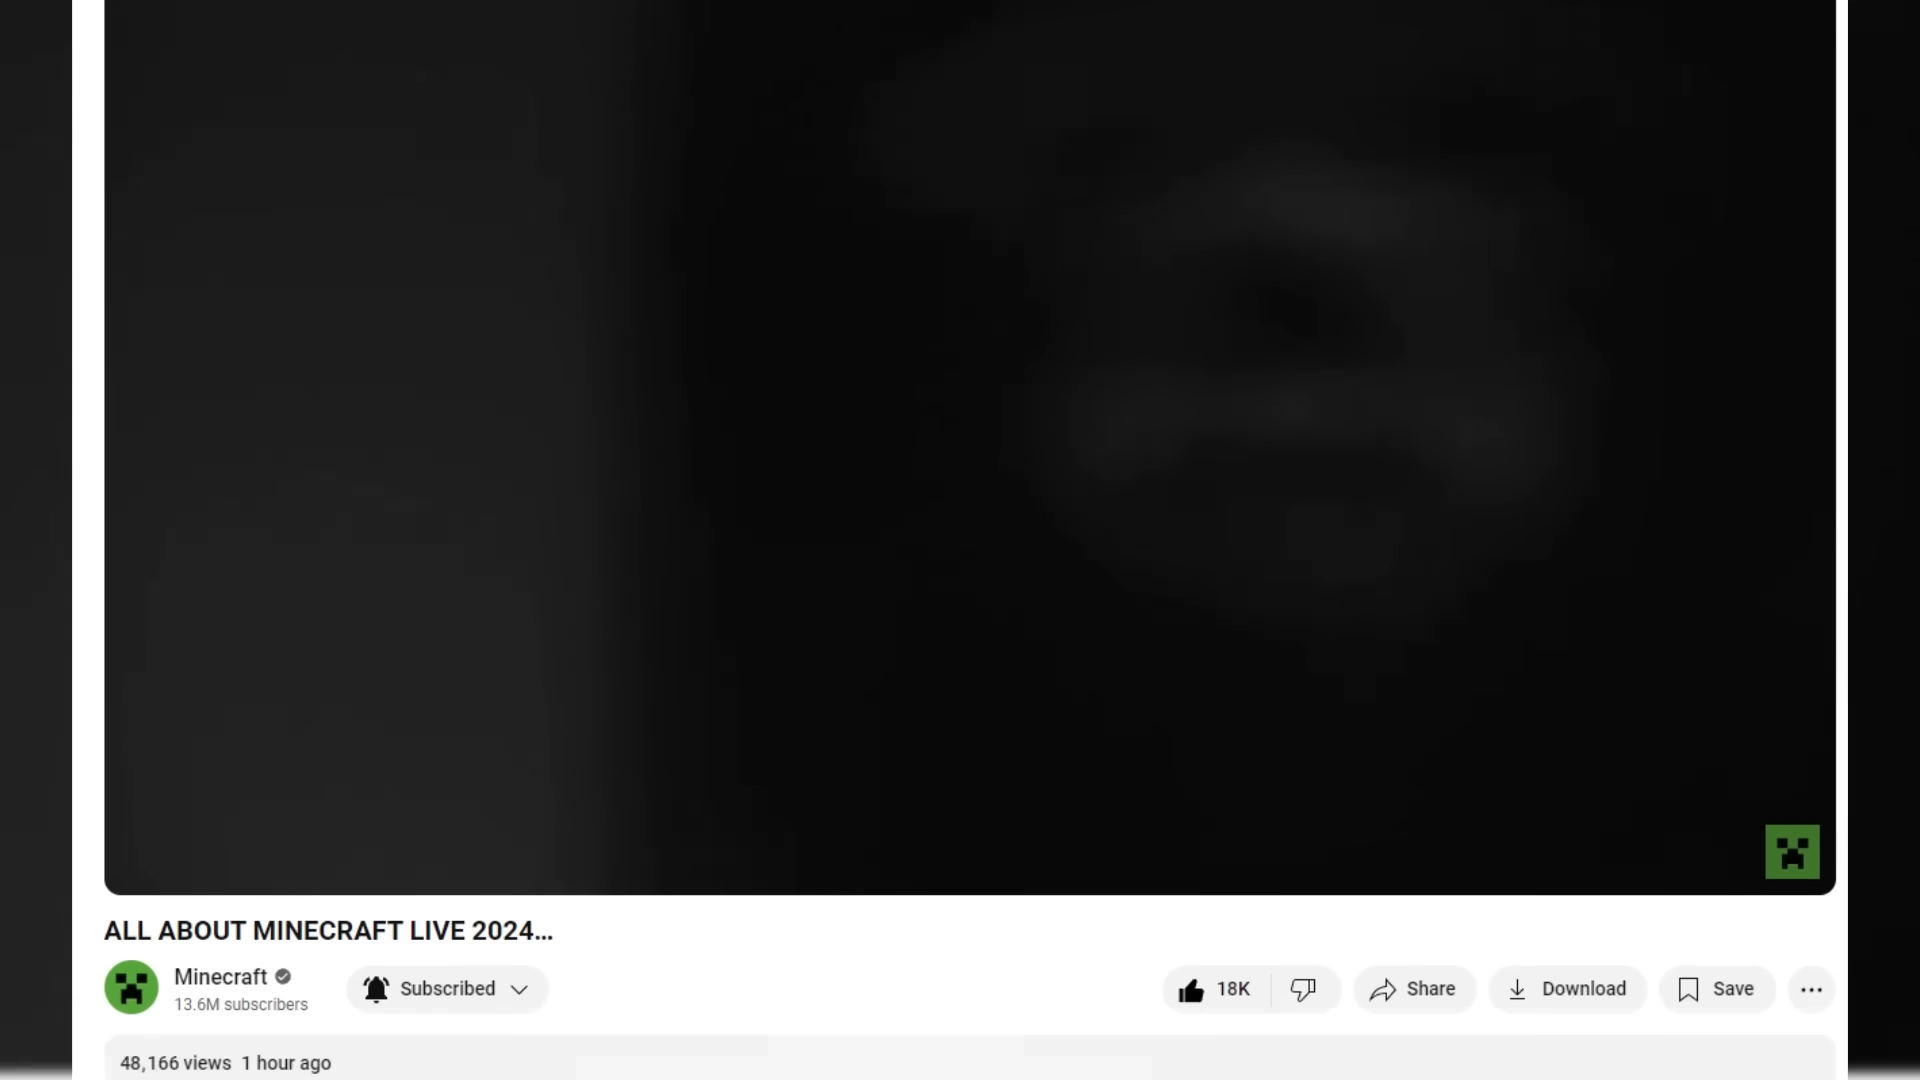 ALL ABOUT MINECRAFT LIVE 2024...
Minecraft
13.6M subscribers
Subscribed
18K
Share
Download
Save
48,166 views 1 hour ago